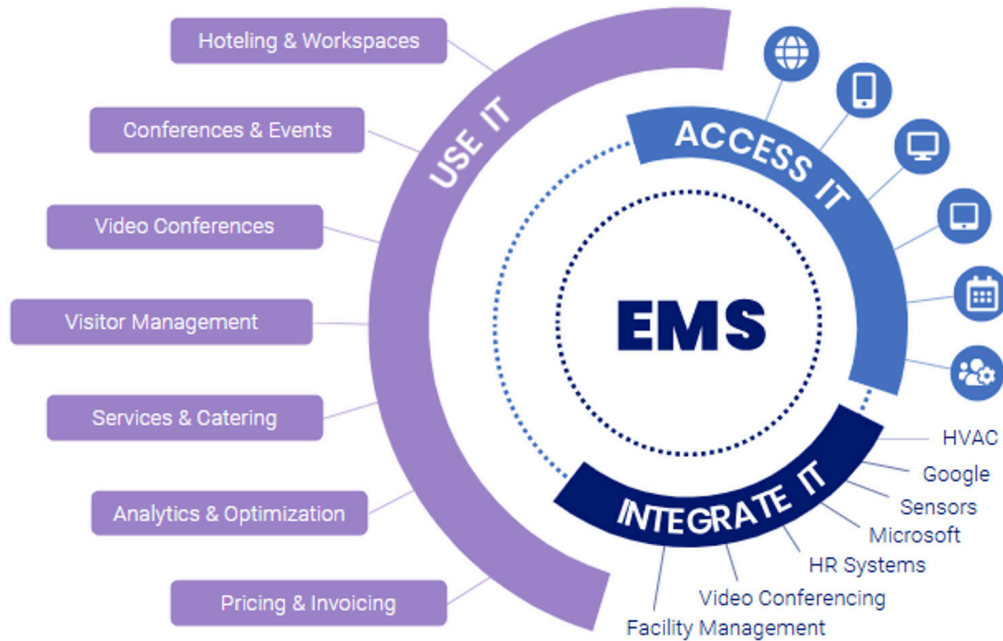 Hoteling & Workspaces
Conferences & Events
Video Conferences
Visitor Management
Services & Catering
Analytics & Optimization
Pricing & Invoicing
USE IT
ACCESS IT
EMS
INTEGRATE IT
HVAC
Google
Sensors
Microsoft
HR Systems
Video Conferencing
Facility Management